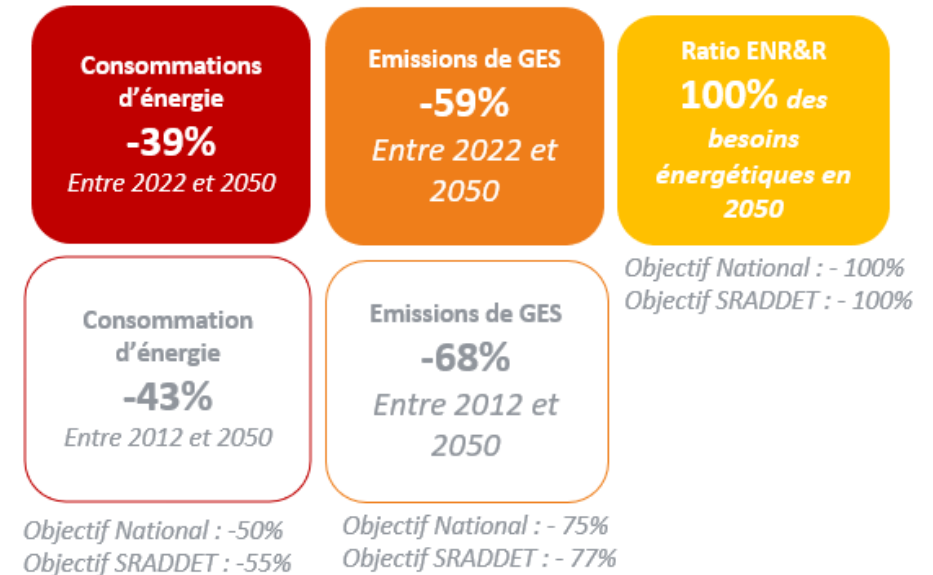 Consommations
d’énergie
-39%
Entre 2022 et 2050
Emissions de GES
-59%
Entre 2022 et
2050
Ratio ENR&R
100% des
besoins
énergétiques en
2050
Objectif National : - 100%
Objectif SRADDET : - 100%
Consommation
d’énergie
-43%
Entre 2012 et 2050
Objectif National : -50%
Objectif SRADDET : -55%
Emissions de GES
-68%
Entre 2012 et
2050
Objectif National : - 75%
Objectif SRADDET : - 77%